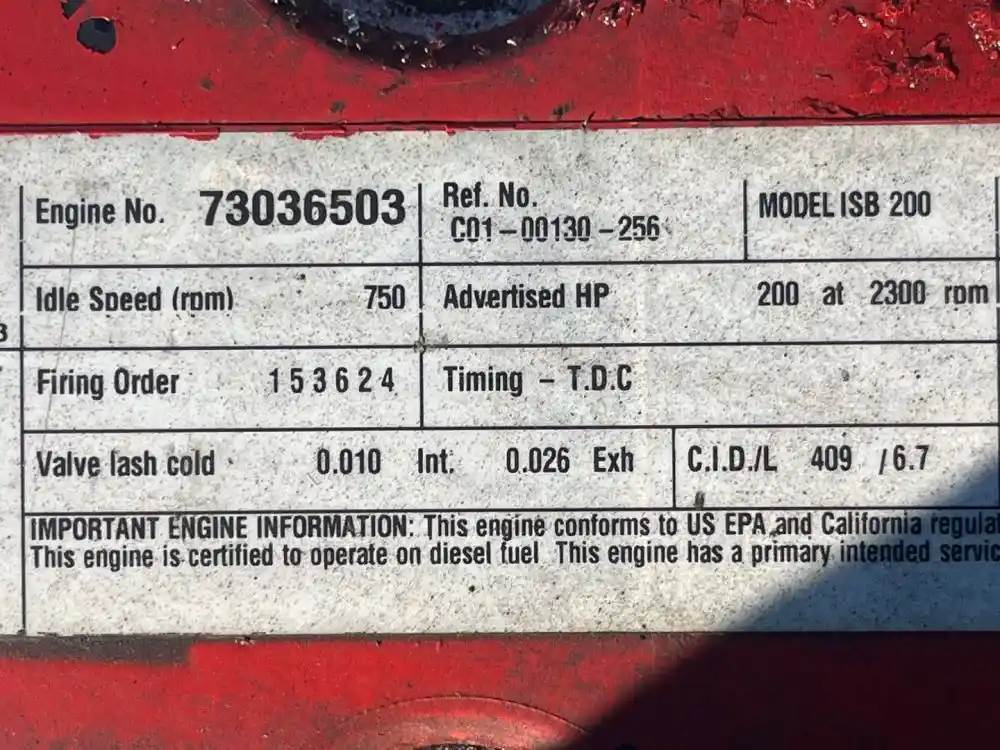 Engine No. 73036503
Ref. No.
C01-00130-256
MODEL ISB 200
Idle Speed (rpm) 750
Advertised HP 200 at 2300 rpm
3
Firing Order 1 5 3 6 2 4
Timing - T.D.C
Valve lash cold 0.010 Int. 0.026 Exh
C.I.D./L 409 / 6.7
IMPORTANT ENGINE INFORMATION: This engine conforms to US EPA and California regula
This engine is certified to operate on diesel fuel This engine has a primary intended servic